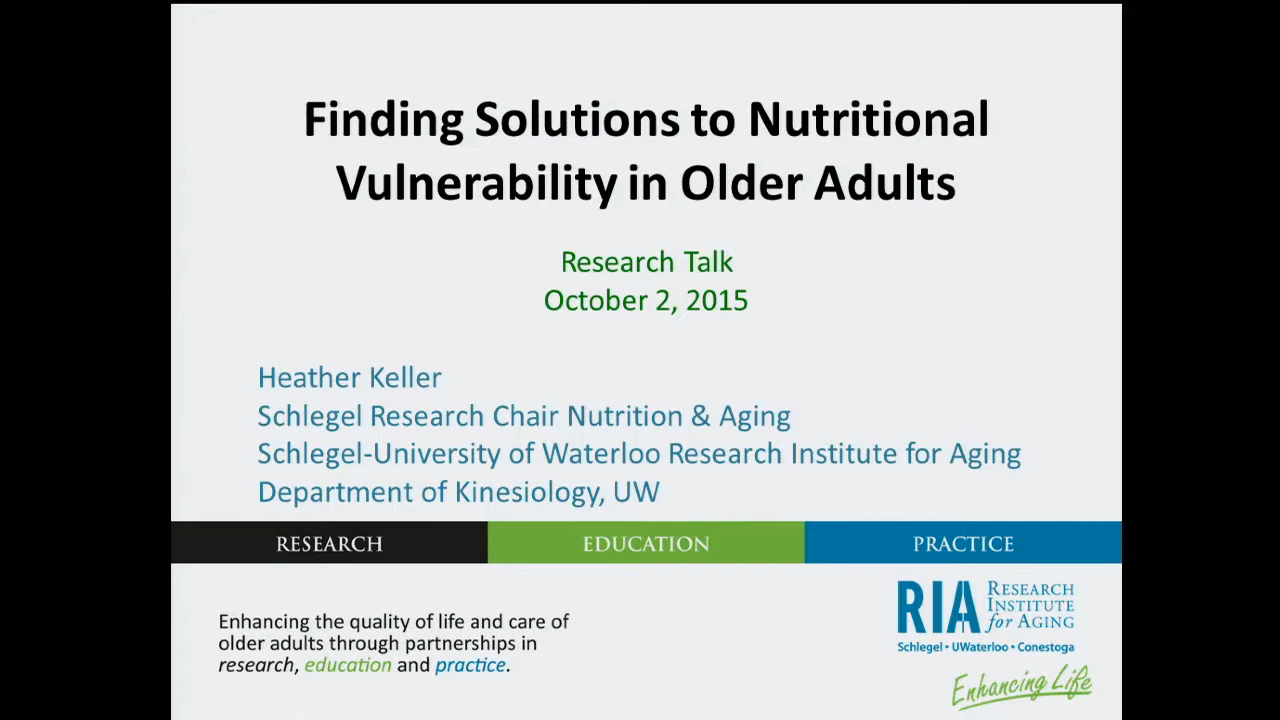 Finding Solutions to Nutritional
Vulnerability in Older Adults
Research Talk
October 2, 2015
Heather Keller
Schlegel Research Chair Nutrition & Aging
Schlegel-University of Waterloo Research Institute for Aging
Department of Kinesiology, UW
RESEARCH
EDUCATION
PRACTICE
Enhancing the quality of life and care of
older adults through partnerships in
research, education and practice.
RIA
RESEARCH
INSTITUTE
for AGING
Schlegel • UWaterloo • Conestoga
Enhancing Life